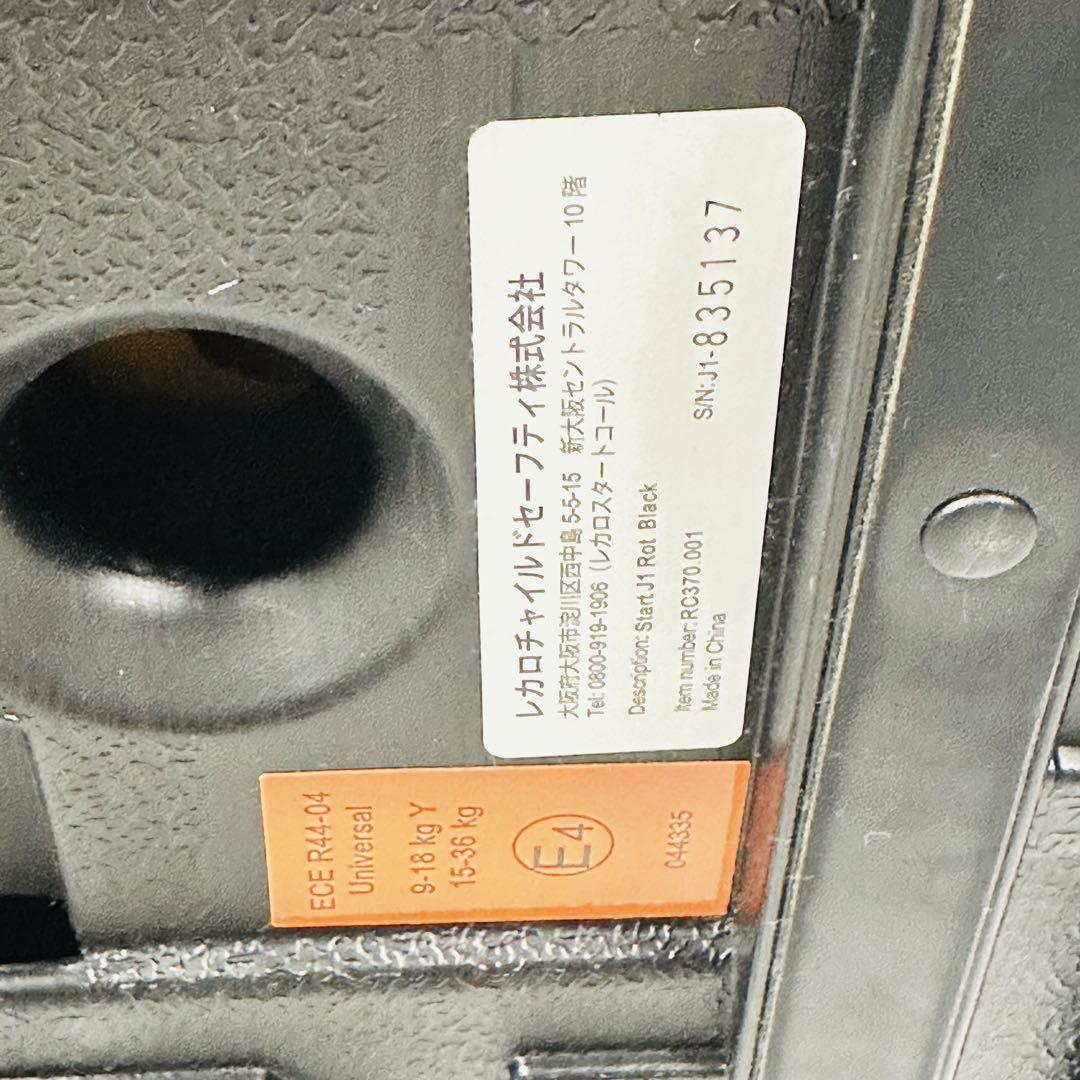 レカロチャイルドセーフティ株式会社
大阪府大阪市淀川区西中島5-5-15 新大阪セントラルタワー10階
Tel: 0800-919-1906 (レカロスタートコール)
Description: Start J1 Rot Black
Item number: RC370.001
Made in China
S/N:J1-835137
ECE R44-04
Universal
9-18 kg Y
15-36 kg
E4
044335